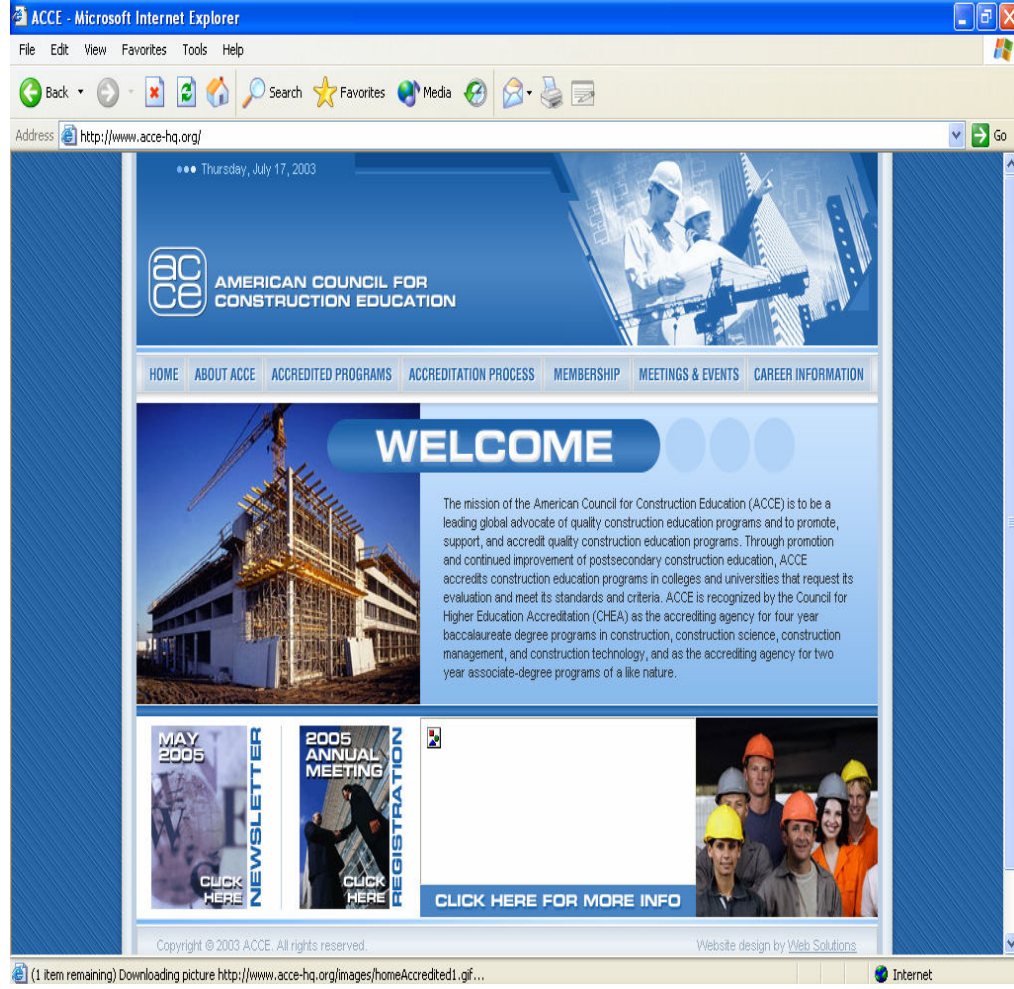 ACCE - Microsoft Internet Explorer
File Edit View Favorites Tools Help
Back Search Favorites Media
Address http://www.acce-hq.org/ Go
Thursday, July 17, 2003
ac
ce
AMERICAN COUNCIL FOR
CONSTRUCTION EDUCATION
HOME ABOUT ACCE ACCREDITED PROGRAMS ACCREDITATION PROCESS MEMBERSHIP MEETINGS & EVENTS CAREER INFORMATION
WELCOME
The mission of the American Council for Construction Education (ACCE) is to be a
leading global advocate of quality construction education programs and to promote,
support, and accredit quality construction education programs. Through promotion
and continued improvement of postsecondary construction education, ACCE
accredits construction education programs in colleges and universities that request its
evaluation and meet its standards and criteria. ACCE is recognized by the Council for
Higher Education Accreditation (CHEA) as the accrediting agency for four year
baccalaureate degree programs in construction, construction science, construction
management, and construction technology, and as the accrediting agency for two
year associate-degree programs of a like nature.
MAY
2005
W E
CLICK
HERE
NEWSLETTER
2005
ANNUAL
MEETING
CLICK
HERE
REGISTRATION
CLICK HERE FOR MORE INFO
Copyright © 2003 ACCE. All rights reserved. Website design by Web Solutions
(1 item remaining) Downloading picture http://www.acce-hq.org/images/homeAccredited1.gif... Internet